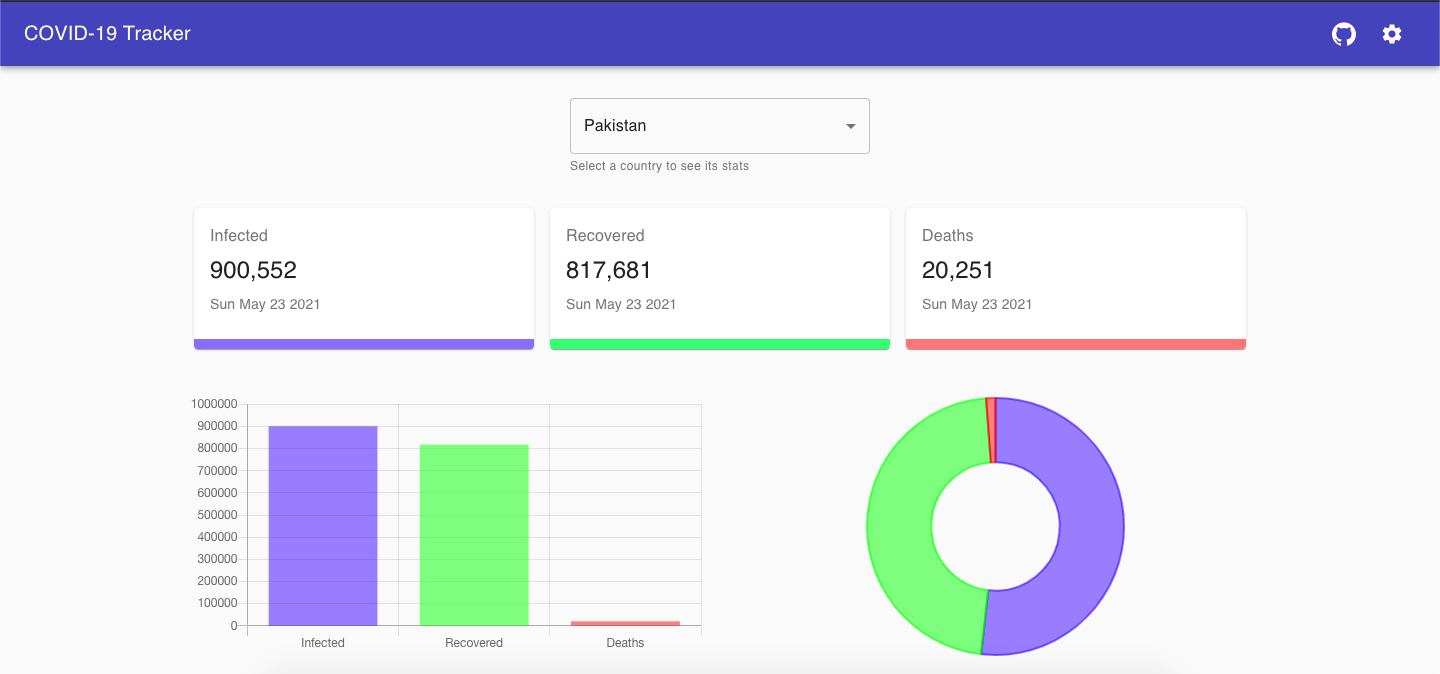 COVID-19 Tracker
Pakistan
Select a country to see its stats
Infected
900,552
Sun May 23 2021
Recovered
817,681
Sun May 23 2021
Deaths
20,251
Sun May 23 2021
1000000
900000
800000
700000
600000
500000
400000
300000
200000
100000
0
Infected Recovered Deaths